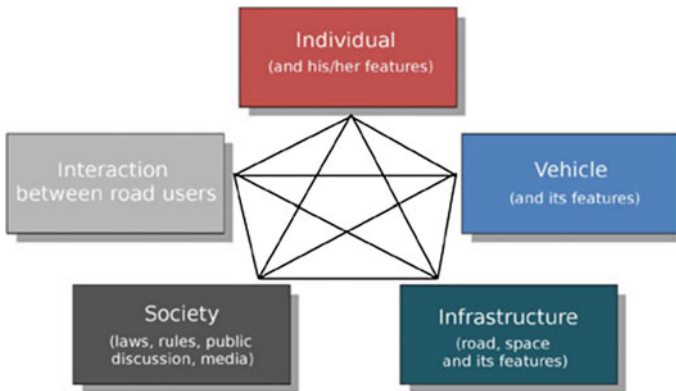 Individual
(and his/her features)
Interaction
between road users
Vehicle
(and its features)
Society
(laws, rules, public
discussion, media)
Infrastructure
(road, space
and its features)